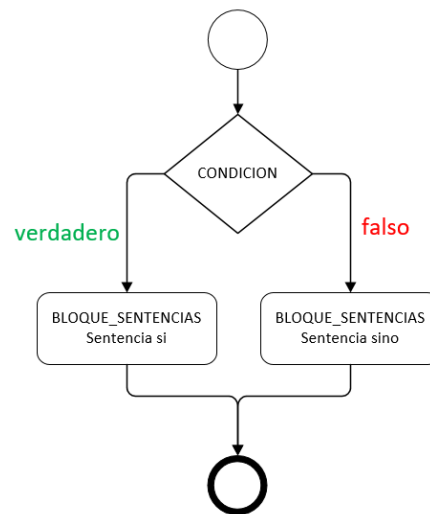 CONDICION
verdadero
falso
BLOQUE_SENTENCIAS
Sentencia si
BLOQUE_SENTENCIAS
Sentencia sino